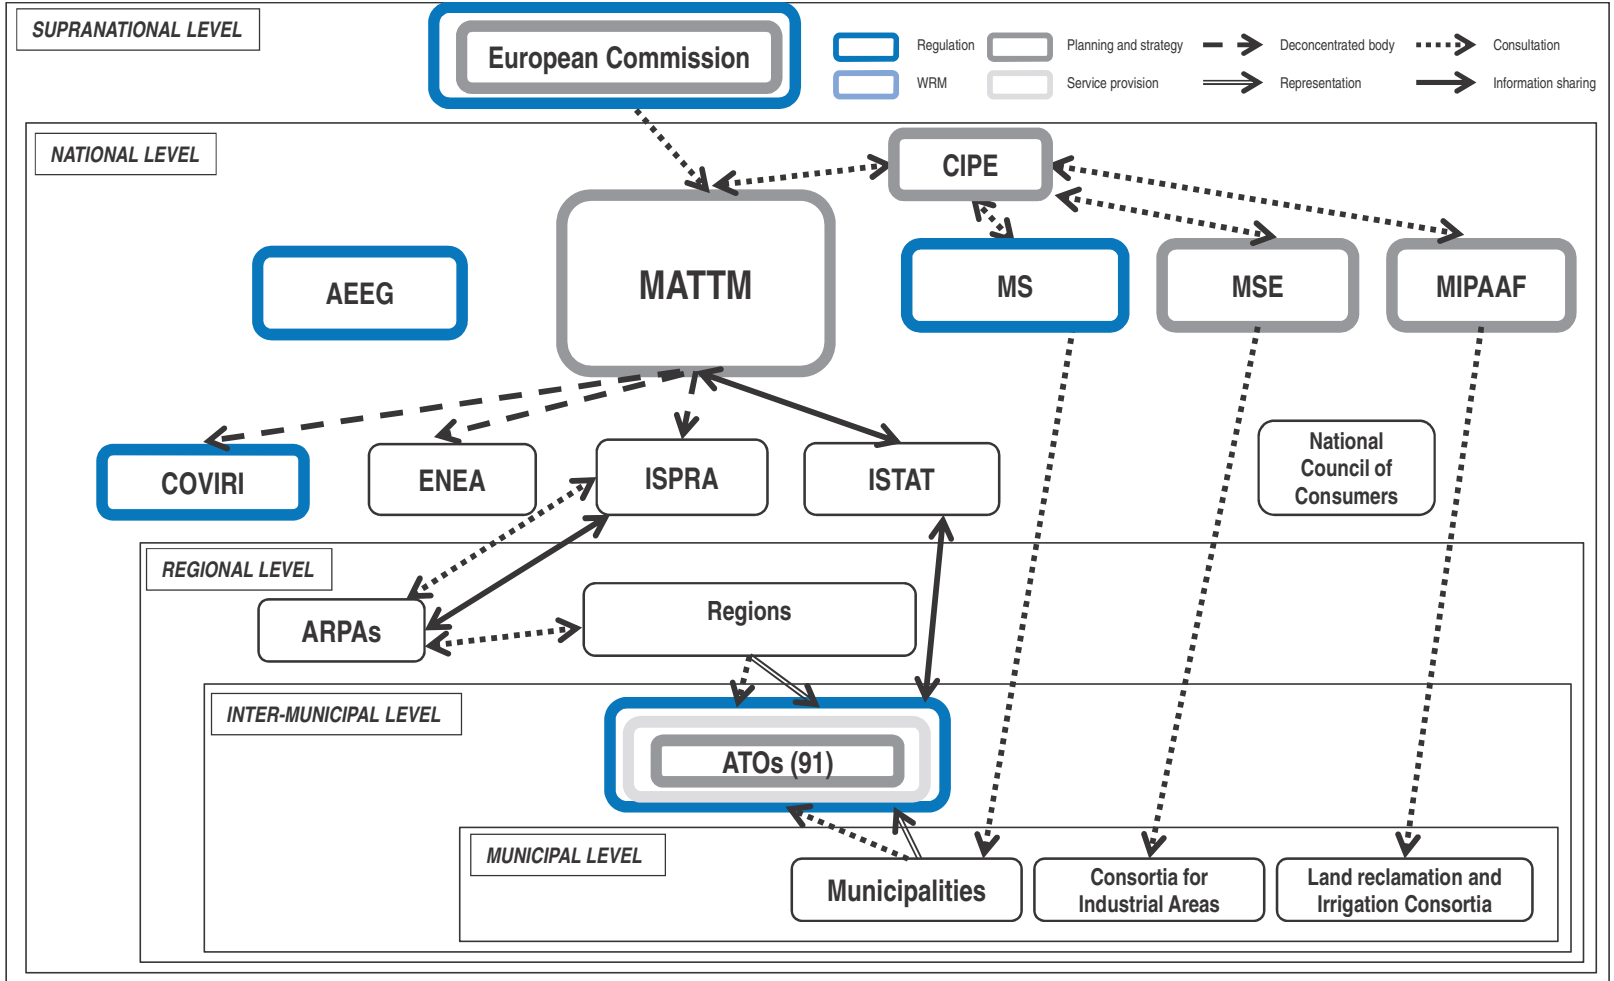 SUPRANATIONAL LEVEL
European Commission
Regulation
Planning and strategy
Deconcentrated body
Consultation
WRM
Service provision
Representation
Information sharing
NATIONAL LEVEL
CIPE
AEEG
MATTM
MS
MSE
MIPAAF
COVIRI
ENEA
ISPRA
ISTAT
National
Council of
Consumers
REGIONAL LEVEL
ARPAs
Regions
INTER-MUNICIPAL LEVEL
ATOs (91)
MUNICIPAL LEVEL
Municipalities
Consortia for
Industrial Areas
Land reclamation and
Irrigation Consortia